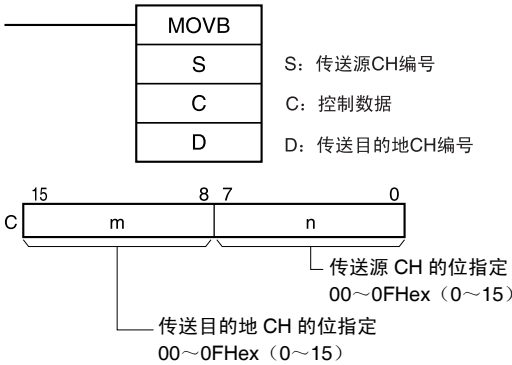 MOVB
S
S：传送源CH编号
C
C：控制数据
D
D：传送目的地CH编号
15 8 7 0
C m n
传送源 CH 的位指定
00～0FHex（0～15）
传送目的地 CH 的位指定
00～0FHex（0～15）